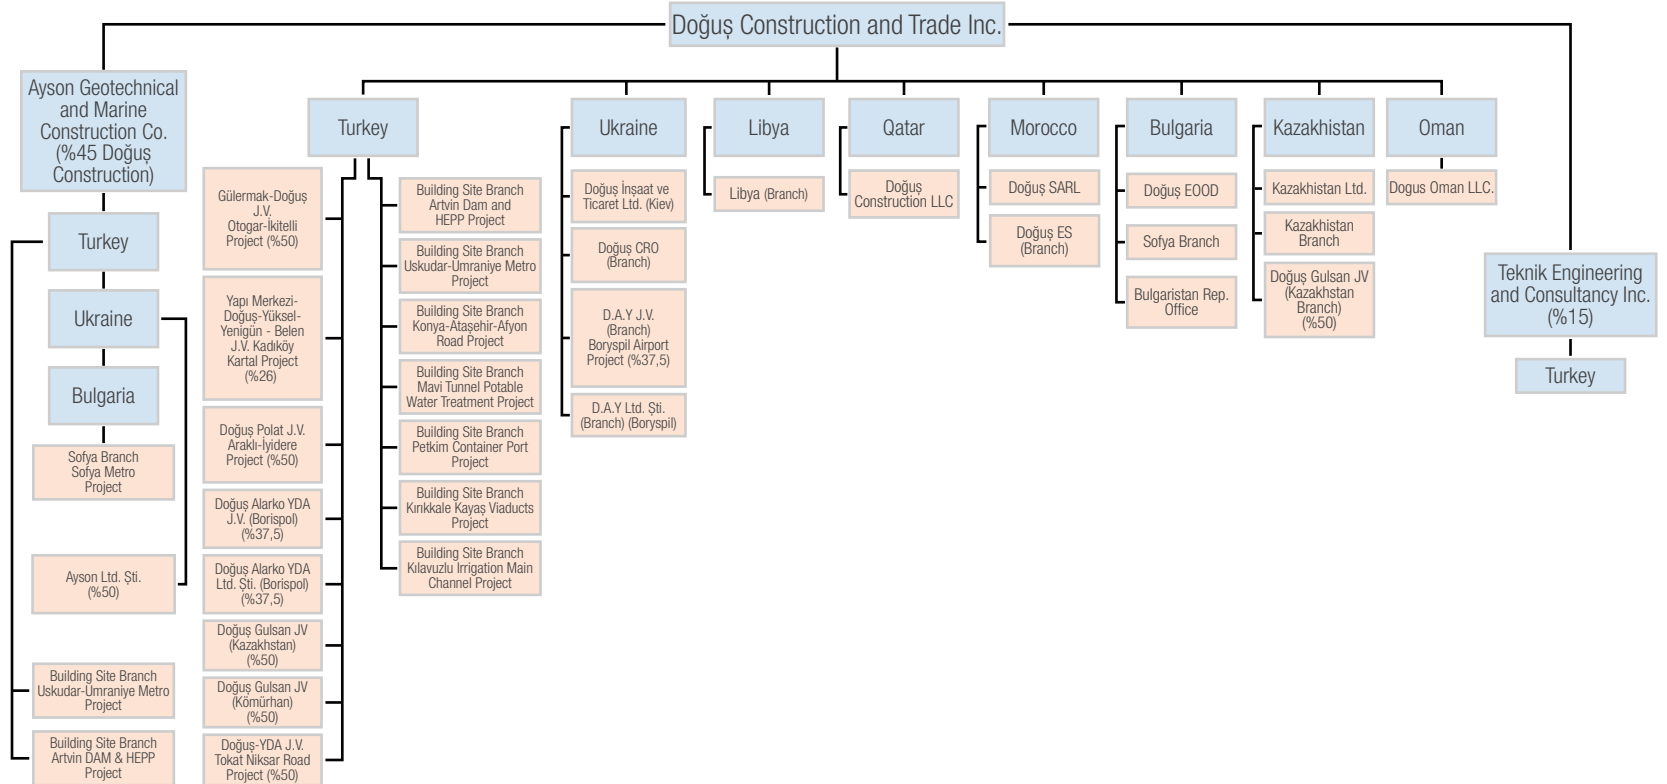 Doğuş Construction and Trade Inc.
Ayson Geotechnical
and Marine
Construction Co.
(%45 Doğuş
Construction)
Turkey
Ukraine
Bulgaria
Sofya Branch
Sofya Metro
Project
Ayson Ltd. Şti.
(%50)
Building Site Branch
Uskudar-Umraniye Metro
Project
Building Site Branch
Artvin DAM & HEPP
Project
Turkey
Gülermak-Doğuş
J.V.
Otogar-İkitelli
Project (%50)
Yapı Merkezi-
Doğuş-Yüksel-
Yenigün - Belen
J.V. Kadıköy
Kartal Project
(%26)
Doğuş Polat J.V.
Araklı-İyidere
Project (%50)
Doğuş Alarko YDA
J.V. (Borispol)
(%37,5)
Doğuş Alarko YDA
Ltd. Şti. (Borispol)
(%37,5)
Doğuş Gulsan JV
(Kazakhstan)
(%50)
Doğuş Gulsan JV
(Kömürhan)
(%50)
Doğuş-YDA J.V.
Tokat Niksar Road
Project (%50)
Building Site Branch
Artvin Dam and
HEPP Project
Building Site Branch
Uskudar-Umraniye Metro
Project
Building Site Branch
Konya-Ataşehir-Afyon
Road Project
Building Site Branch
Mavi Tunnel Potable
Water Treatment Project
Building Site Branch
Petkim Container Port
Project
Building Site Branch
Kırıkkale Kayaş Viaducts
Project
Building Site Branch
Kılavuzlu Irrigation Main
Channel Project
Ukraine
Doğuş İnşaat ve
Ticaret Ltd. (Kiev)
Doğuş CRO
(Branch)
D.A.Y J.V.
(Branch)
Boryspil Airport
Project (%37,5)
D.A.Y Ltd. Şti.
(Branch) (Boryspil)
Libya
Libya (Branch)
Qatar
Doğuş
Construction LLC
Morocco
Doğuş SARL
Doğuş ES
(Branch)
Bulgaria
Doğuş EOOD
Sofya Branch
Bulgaristan Rep.
Office
Kazakhistan
Kazakhistan Ltd.
Kazakhistan
Branch
Doğuş Gulsan JV
(Kazakhstan
Branch)
(%50)
Oman
Dogus Oman LLC.
Teknik Engineering
and Consultancy Inc.
(%15)
Turkey